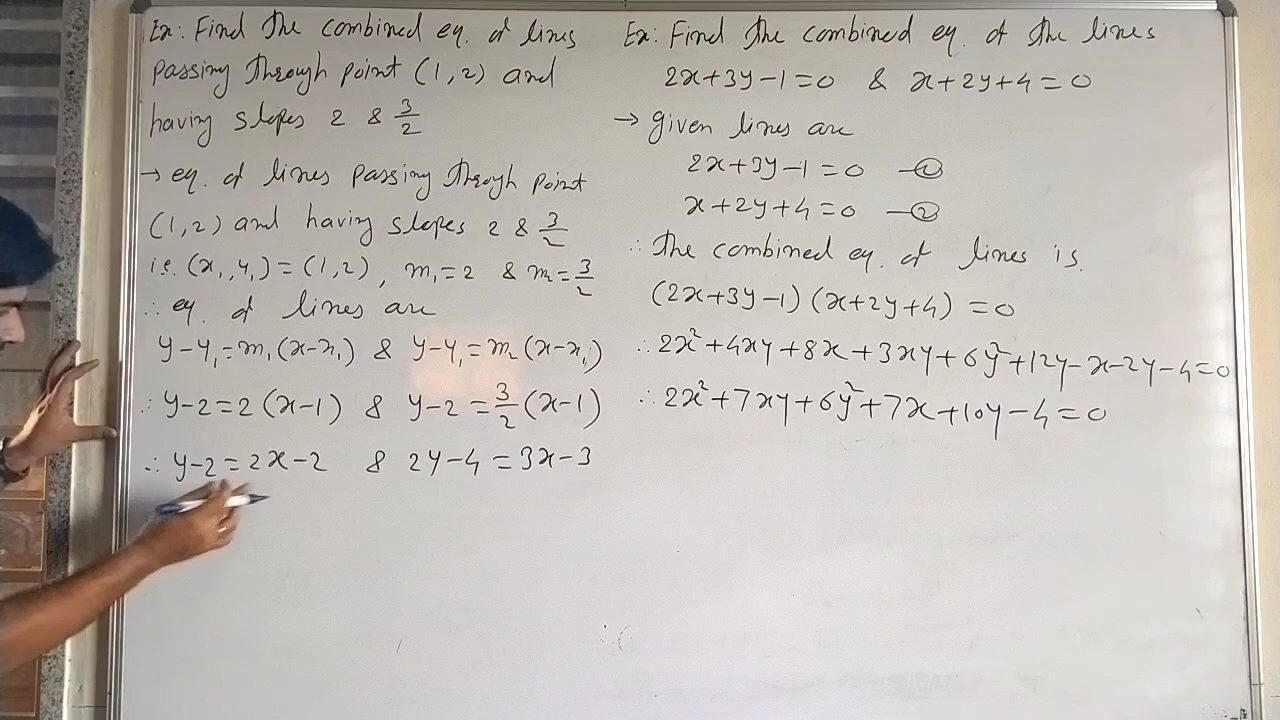 Ex: Find the combined eq. of lines
passing through point (1,2) and
having slopes 2 & 3/2
→ eq. of lines passing through point
(1,2) and having slopes 2 & 3/2
i.e. (x₁, y₁) = (1,2), m₁ = 2 & m₂ = 3/2
∴ eq. of lines are
y-y₁ = m₁(x-x₁) & y-y₁ = m₂(x-x₁)
∴ y-2 = 2(x-1) & y-2 = 3/2(x-1)
∴ y-2 = 2x-2 & 2y-4 = 3x-3
Ex: Find the combined eq. of the lines
2x+3y-1=0 & x+2y+4=0
→ given lines are
2x+3y-1=0 —①
x+2y+4=0 —②
∴ The combined eq. of lines is.
(2x+3y-1)(x+2y+4) = 0
∴ 2x²+4xy+8x+3xy+6y²+12y-x-2y-4=0
∴ 2x²+7xy+6y²+7x+10y-4=0